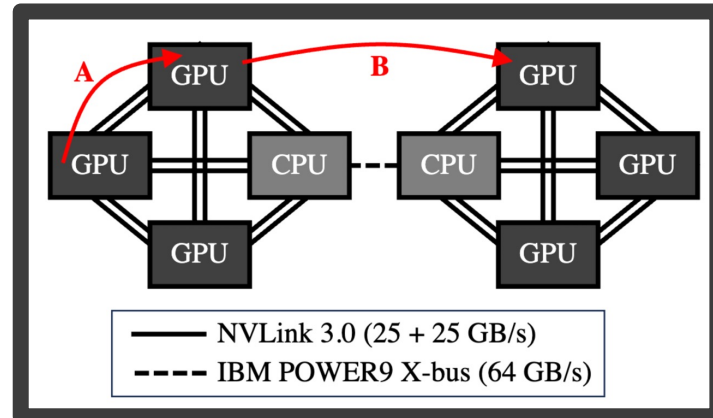 A
GPU
B
GPU
GPU
CPU
CPU
GPU
GPU
GPU
NVLink 3.0 (25 + 25 GB/s)
IBM POWER9 X-bus (64 GB/s)